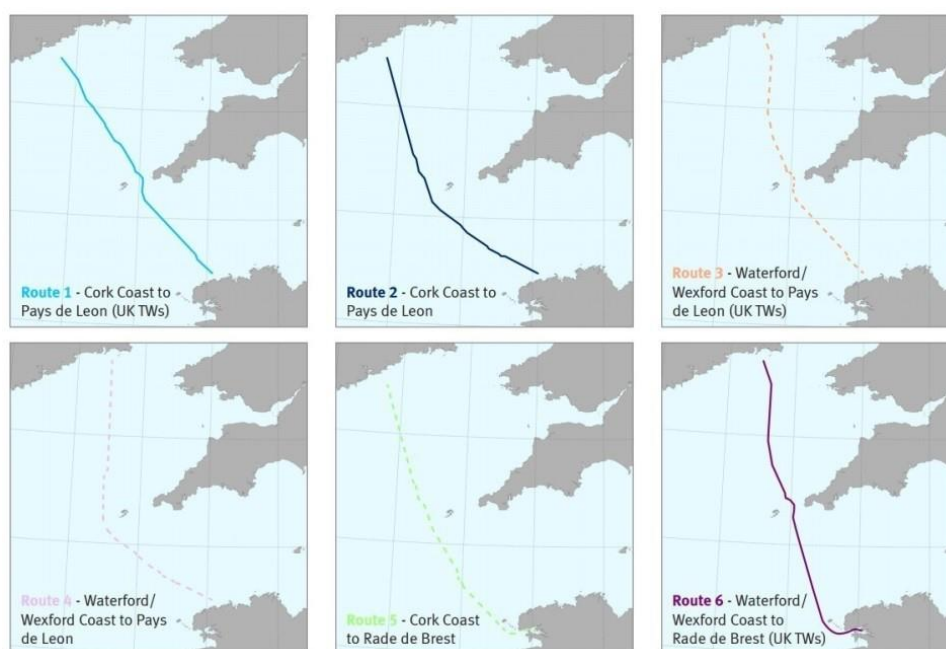 Route 1 - Cork Coast to
Pays de Leon (UK TWs)
Route 2 - Cork Coast to
Pays de Leon
Route 3 - Waterford/
Wexford Coast to Pays
de Leon (UK TWs)
Route 4 - Waterford/
Wexford Coast to Pays
de Leon
Route 5 - Cork Coast
to Rade de Brest
Route 6 - Waterford/
Wexford Coast to
Rade de Brest (UK TWs)